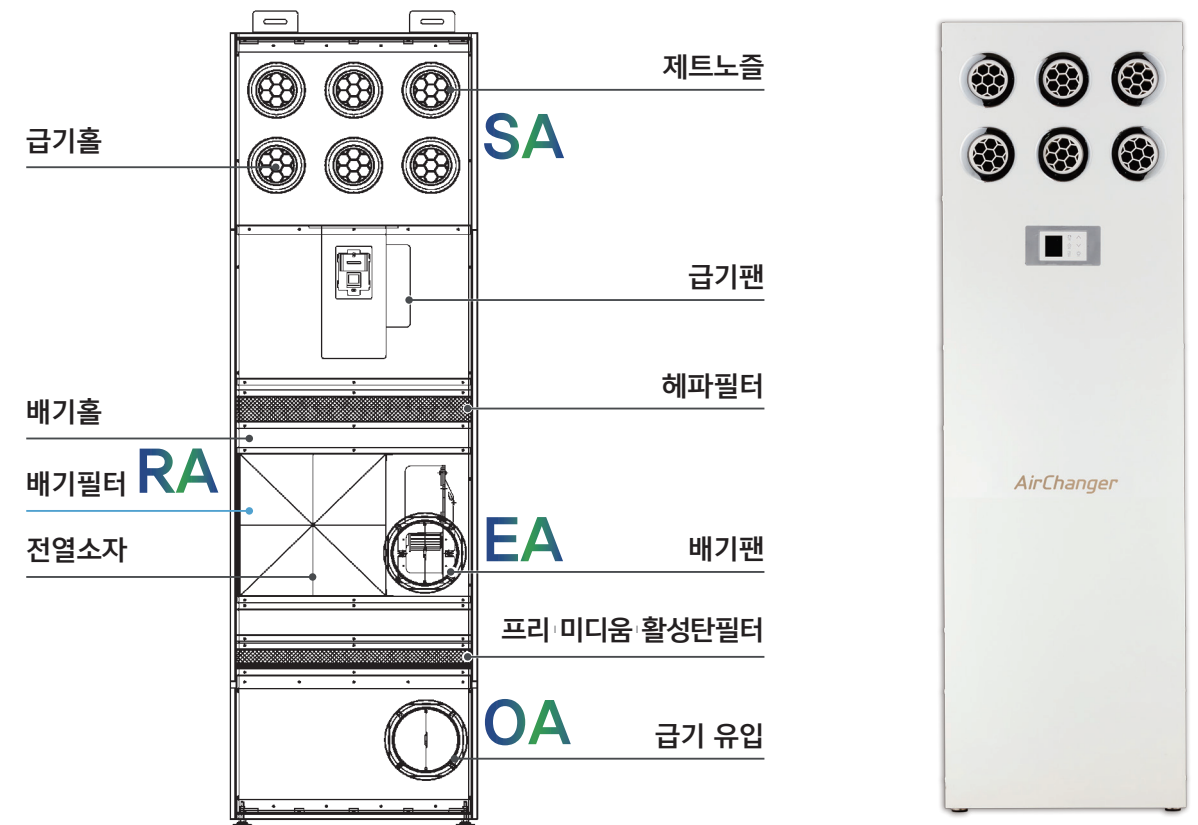 제트노즐
SA
급기홀
급기팬
헤파필터
배기홀
배기필터 RA
전열소자
EA
배기팬
프리·미디움·활성탄필터
OA
급기 유입
AirChanger